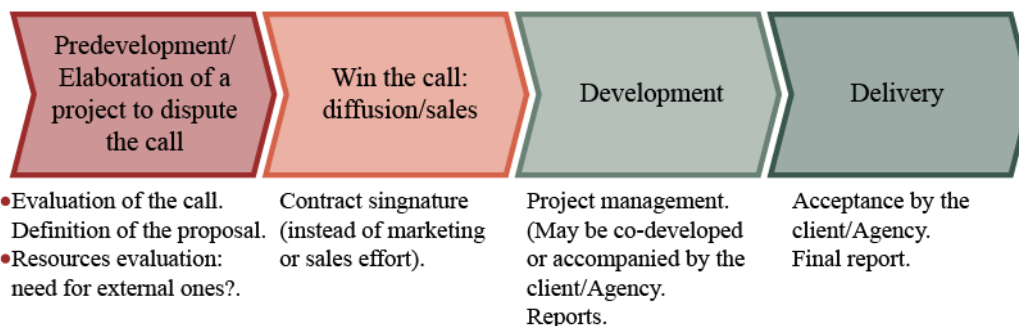 Predevelopment/
Elaboration of a
project to dispute
the call
Win the call:
diffusion/sales
Development
Delivery
•Evaluation of the call.
Definition of the proposal.
•Resources evaluation:
need for external ones?.
Contract singnature
(instead of marketing
or sales effort).
Project management.
(May be co-developed
or accompanied by the
client/Agency.
Reports.
Acceptance by the
client/Agency.
Final report.